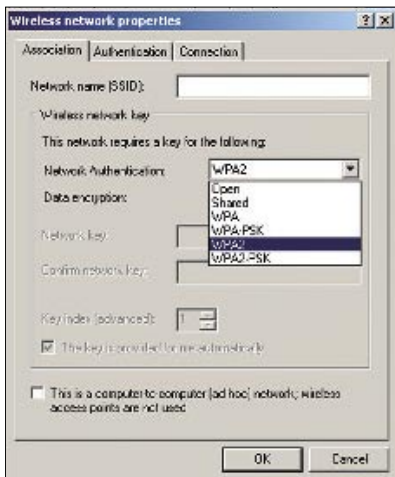 Wireless network properties
Association
Authentication
Connection
Network name (SSID):
Wireless network key
This network requires a key for the following:
Network Authentication:
WPA2
Data encryption:
Open
Shared
WPA
WPA-PSK
WPA2
WPA2-PSK
Network key:
Confirm network key:
Key index (advanced):
1
The key is provided for me automatically
This is a computer-to-computer (ad hoc) network; wireless
access points are not used
OK
Cancel